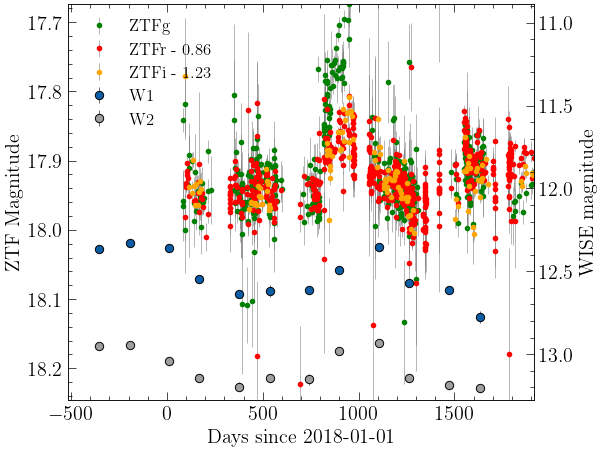 ZTFg
ZTFr - 0.86
ZTFi - 1.23
W1
W2
17.7
17.8
17.9
18.0
18.1
18.2
ZTF Magnitude
11.0
11.5
12.0
12.5
13.0
WISE magnitude
−500
0
500
1000
1500
Days since 2018-01-01